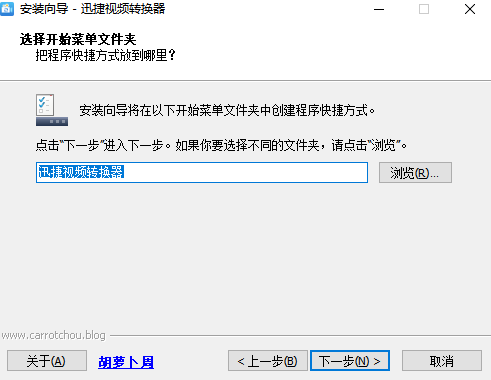 安装向导 - 迅捷视频转换器
选择开始菜单文件夹
把程序快捷方式放到哪里?
安装向导将在以下开始菜单文件夹中创建程序快捷方式。
点击"下一步"进入下一步。如果你要选择不同的文件夹，请点击"浏览"。
迅捷视频转换器
浏览(R)...
www.carrotchou.blog
关于(A)
胡萝卜周
< 上一步(B)
下一步(N) >
取消